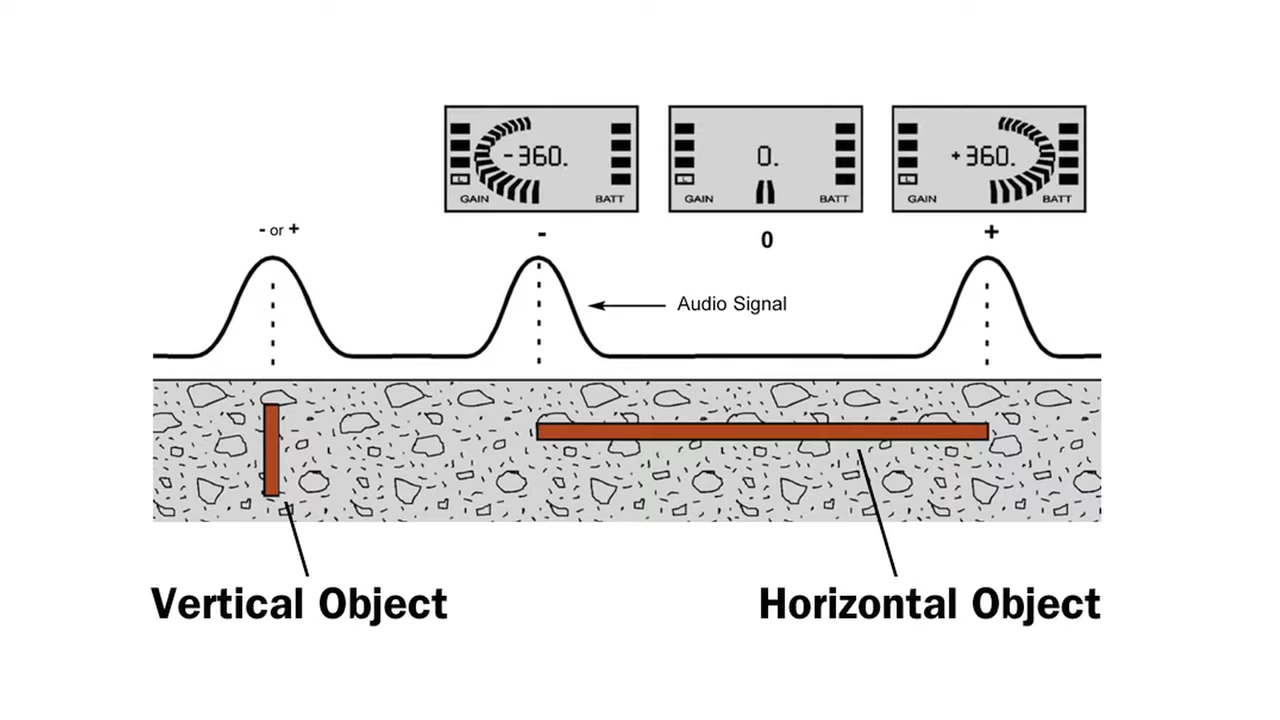 -360.
GAIN BATT
0.
GAIN BATT
+360.
GAIN BATT
- or +
-
0
+
Audio Signal
Vertical Object
Horizontal Object